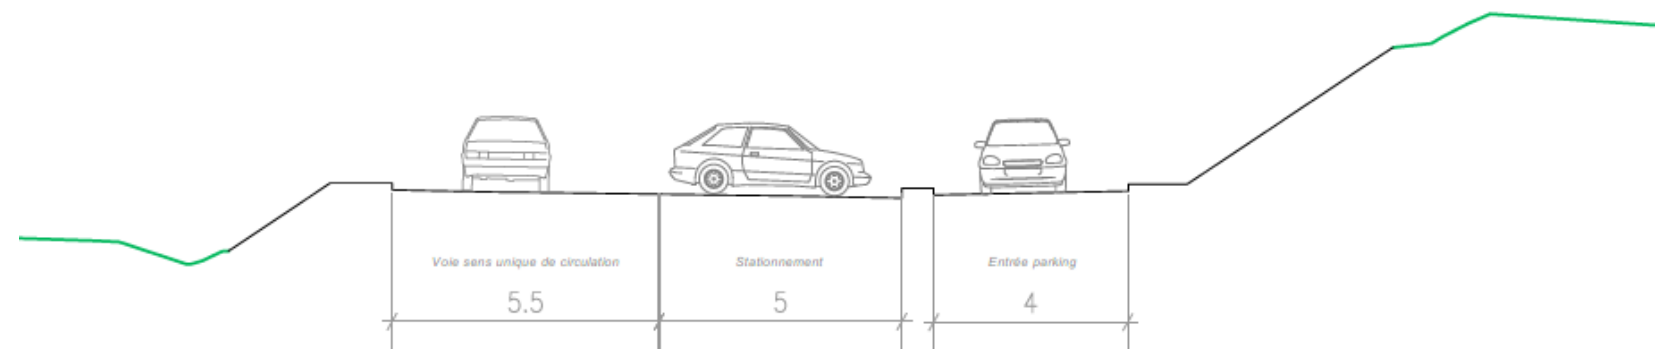 Voie sens unique de circulation
Stationnement
Entrée parking
5.5
5
4